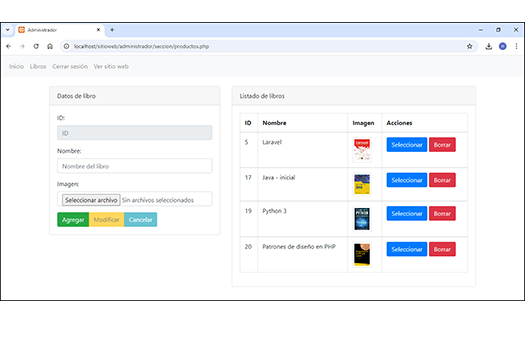 Administrador
localhost/sitioweb/administrador/seccion/productos.php
Inicio Libros Cerrar sesión Ver sitio web
Datos de libro
ID:
ID
Nombre:
Nombre del libro
Imagen:
Seleccionar archivo Sin archivos seleccionados
Agregar Modificar Cancelar
Listado de libros
ID Nombre Imagen Acciones
5 Laravel Seleccionar Borrar
17 Java - inicial Seleccionar Borrar
19 Python 3 Seleccionar Borrar
20 Patrones de diseño en PHP Seleccionar Borrar